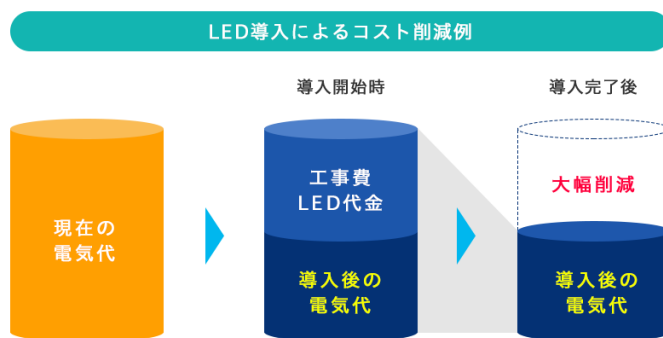 LED導入によるコスト削減例
導入開始時
導入完了後
現在の
電気代
工事費
LED代金
導入後の
電気代
大幅削減
導入後の
電気代